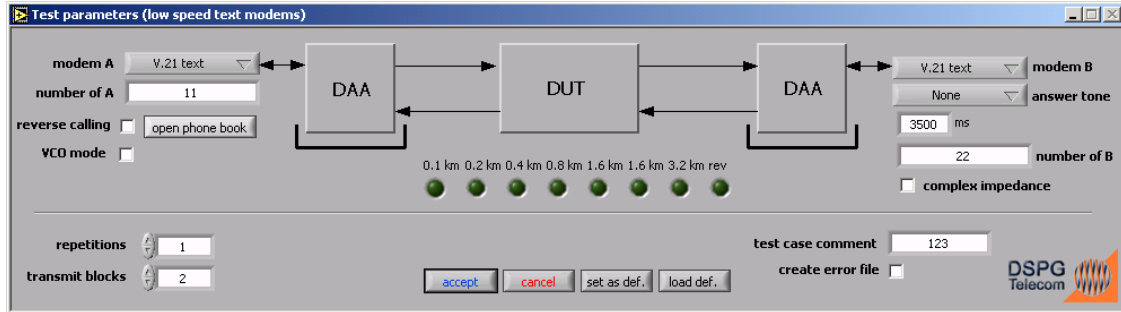 Test parameters (low speed text modems)
modem A V.21 text
number of A 11
reverse calling open phone book
VCO mode
DAA
DUT
DAA
V.21 text modem B
None answer tone
3500 ms
22 number of B
complex impedance
0.1 km 0.2 km 0.4 km 0.8 km 1.6 km 1.6 km 3.2 km rev
repetitions 1
transmit blocks 2
accept cancel set as def. load def.
test case comment 123
create error file
DSPG
Telecom